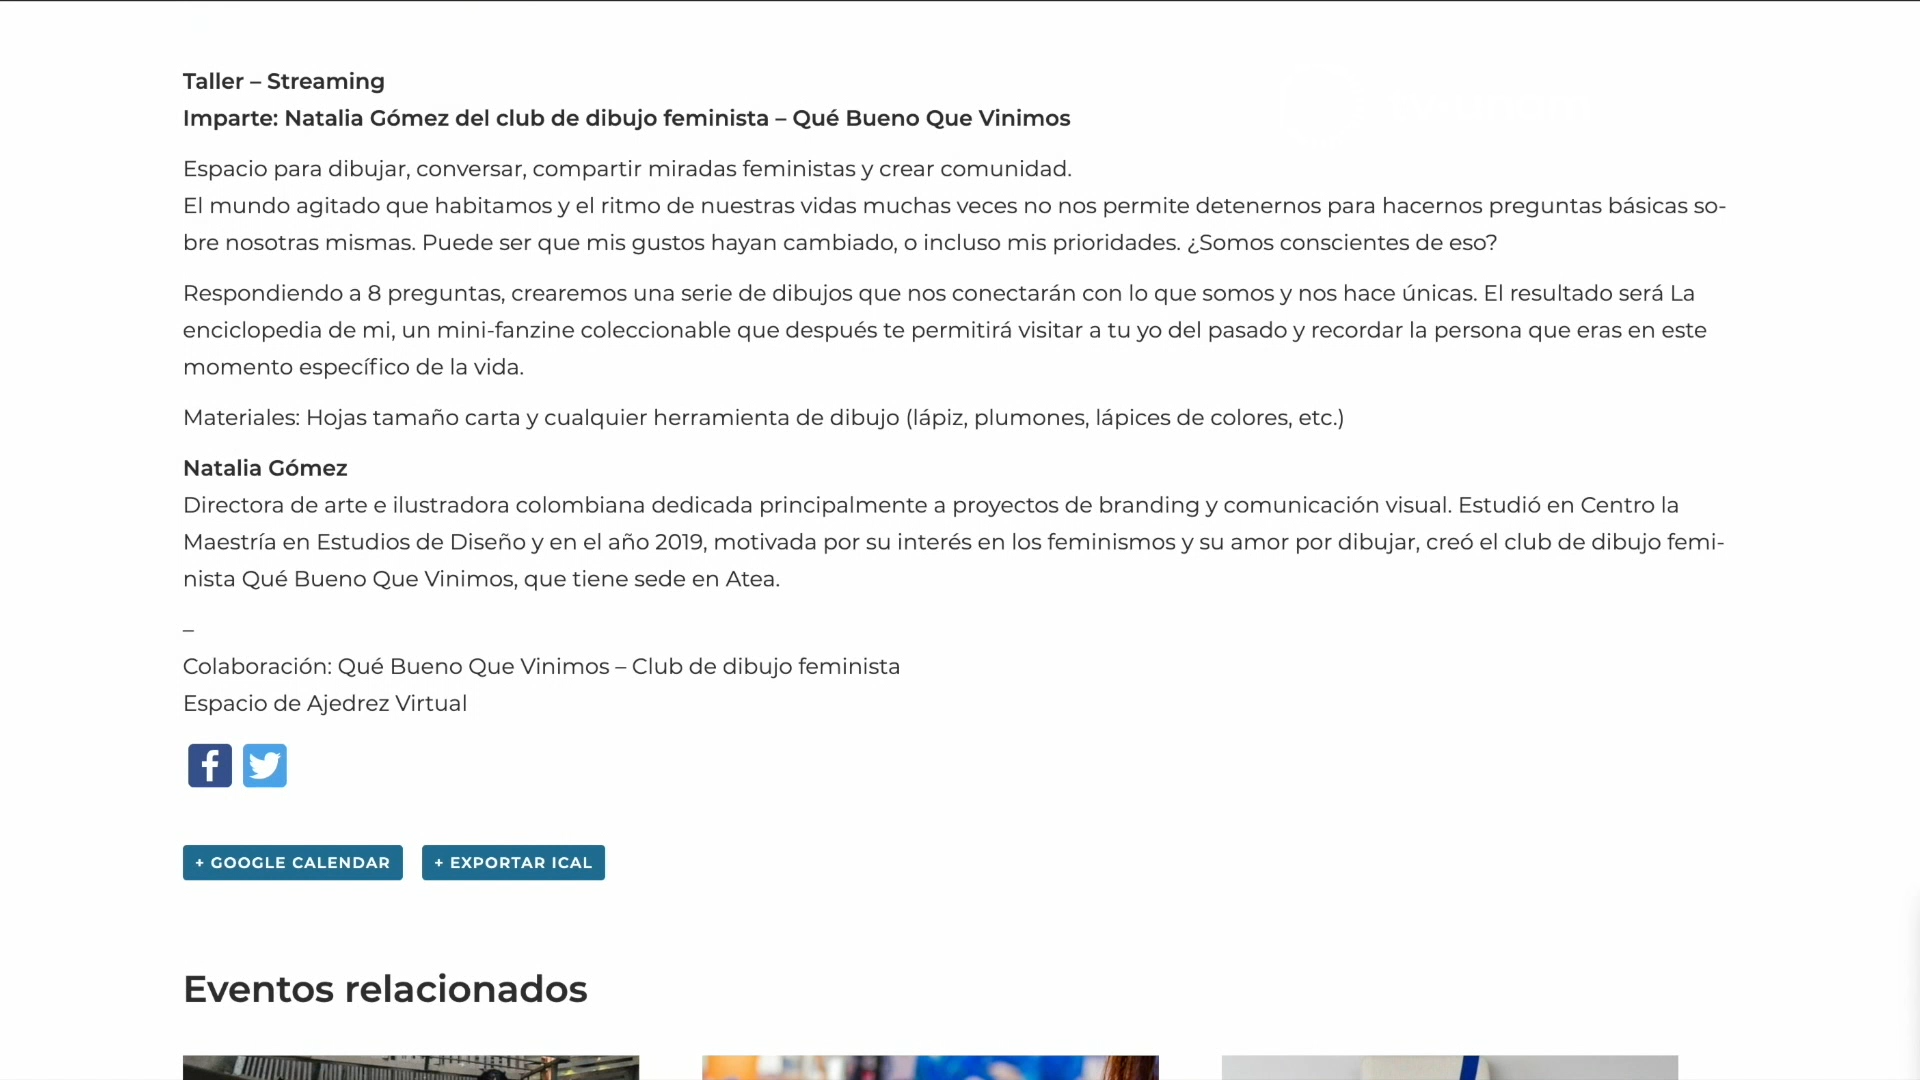 Taller – Streaming
Imparte: Natalia Gómez del club de dibujo feminista – Qué Bueno Que Vinimos
Espacio para dibujar, conversar, compartir miradas feministas y crear comunidad.
El mundo agitado que habitamos y el ritmo de nuestras vidas muchas veces no nos permite detenernos para hacernos preguntas básicas so-
bre nosotras mismas. Puede ser que mis gustos hayan cambiado, o incluso mis prioridades. ¿Somos conscientes de eso?
Respondiendo a 8 preguntas, crearemos una serie de dibujos que nos conectarán con lo que somos y nos hace únicas. El resultado será La
enciclopedia de mi, un mini-fanzine coleccionable que después te permitirá visitar a tu yo del pasado y recordar la persona que eras en este
momento específico de la vida.
Materiales: Hojas tamaño carta y cualquier herramienta de dibujo (lápiz, plumones, lápices de colores, etc.)
Natalia Gómez
Directora de arte e ilustradora colombiana dedicada principalmente a proyectos de branding y comunicación visual. Estudió en Centro la
Maestría en Estudios de Diseño y en el año 2019, motivada por su interés en los feminismos y su amor por dibujar, creó el club de dibujo femi-
nista Qué Bueno Que Vinimos, que tiene sede en Atea.
–
Colaboración: Qué Bueno Que Vinimos – Club de dibujo feminista
Espacio de Ajedrez Virtual
+ GOOGLE CALENDAR
+ EXPORTAR ICAL
Eventos relacionados